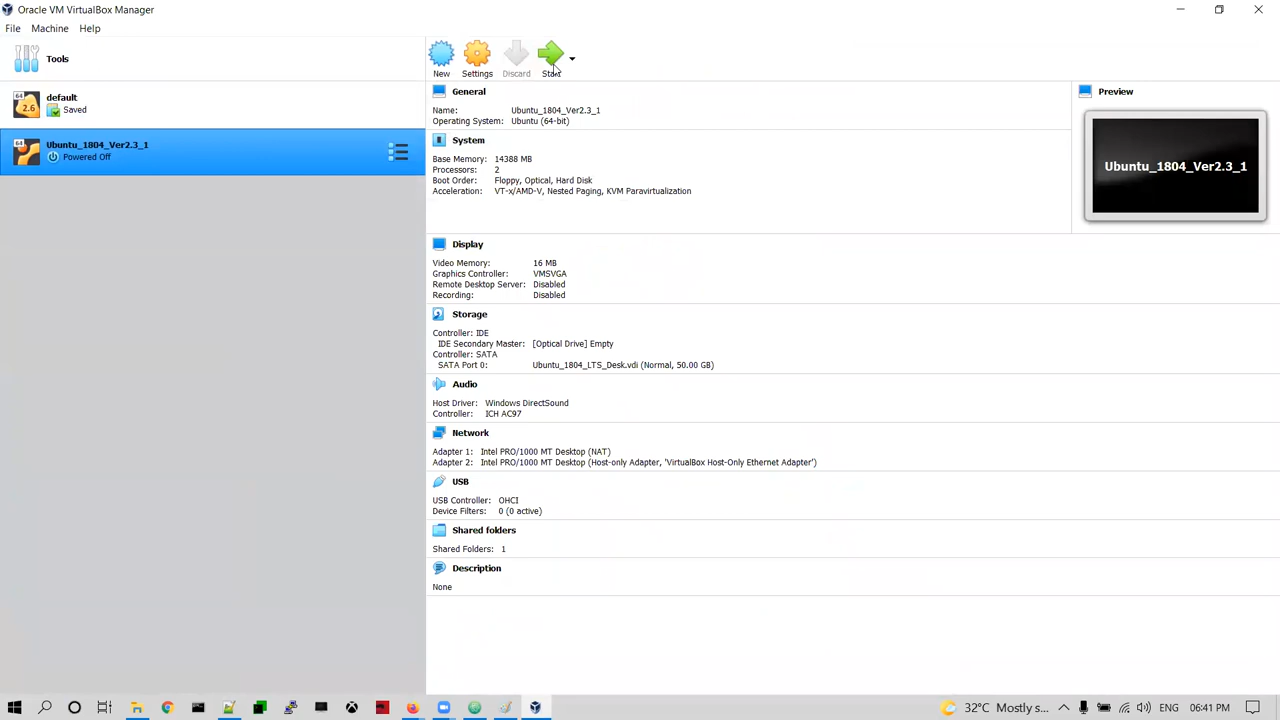 Oracle VM VirtualBox Manager
File Machine Help
Tools
New Settings Discard Start
64 2.6 default
Saved
64 Ubuntu_1804_Ver2.3_1
Powered Off
General
Name: Ubuntu_1804_Ver2.3_1
Operating System: Ubuntu (64-bit)
Preview
Ubuntu_1804_Ver2.3_1
System
Base Memory: 14388 MB
Processors: 2
Boot Order: Floppy, Optical, Hard Disk
Acceleration: VT-x/AMD-V, Nested Paging, KVM Paravirtualization
Display
Video Memory: 16 MB
Graphics Controller: VMSVGA
Remote Desktop Server: Disabled
Recording: Disabled
Storage
Controller: IDE
IDE Secondary Master: [Optical Drive] Empty
Controller: SATA
SATA Port 0: Ubuntu_1804_LTS_Desk.vdi (Normal, 50.00 GB)
Audio
Host Driver: Windows DirectSound
Controller: ICH AC97
Network
Adapter 1: Intel PRO/1000 MT Desktop (NAT)
Adapter 2: Intel PRO/1000 MT Desktop (Host-only Adapter, 'VirtualBox Host-Only Ethernet Adapter')
USB
USB Controller: OHCI
Device Filters: 0 (0 active)
Shared folders
Shared Folders: 1
Description
None
32°C Mostly s... ENG 06:41 PM